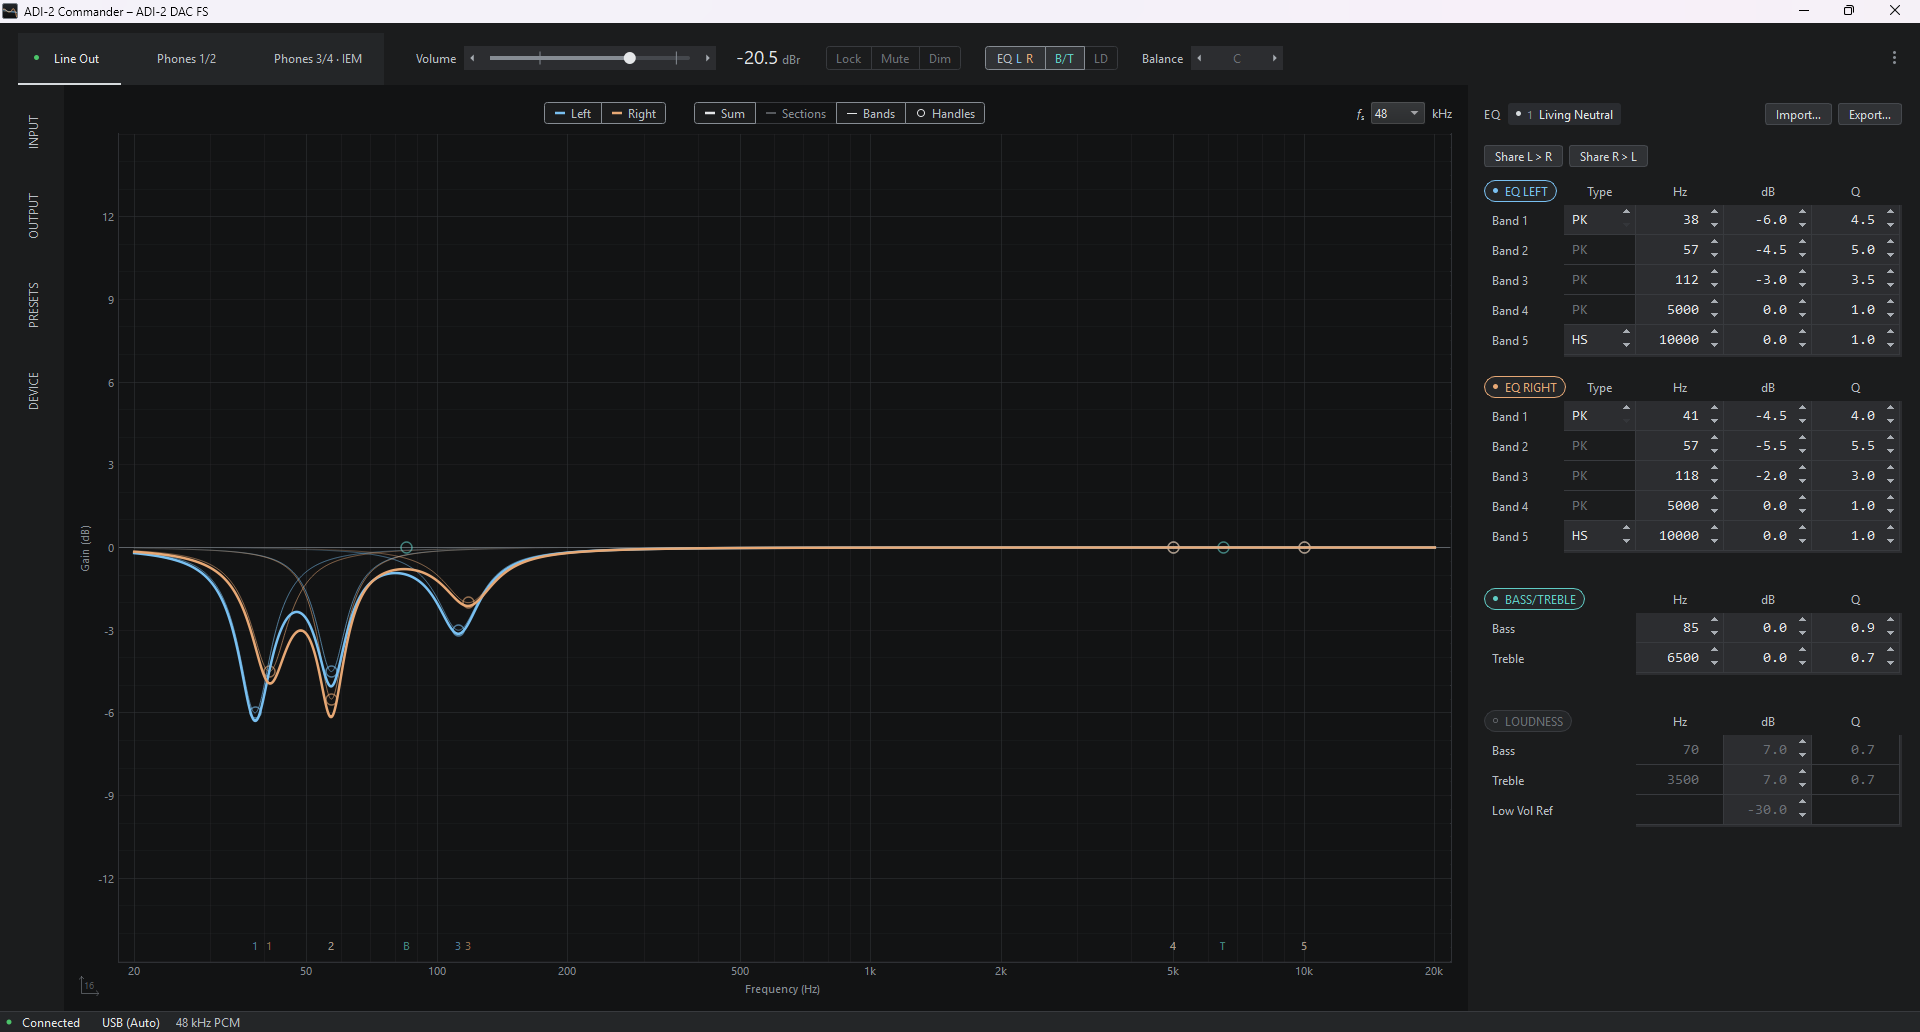 ADI-2 Commander – ADI-2 DAC FS
Line Out Phones 1/2 Phones 3/4 · IEM Volume -20.5 dBr Lock Mute Dim EQ L R B/T LD Balance C
INPUT
OUTPUT
PRESETS
DEVICE
Left Right Sum Sections Bands Handles fs 48 kHz
12
9
6
3
0
-3
-6
-9
-12
Gain (dB)
1 1 2 B 3 3 4 T 5
20 50 100 200 500 1k 2k 5k 10k 20k
Frequency (Hz)
16
EQ 1 Living Neutral Import... Export...
Share L > R Share R > L
EQ LEFT Type Hz dB Q
Band 1 PK 38 -6.0 4.5
Band 2 PK 57 -4.5 5.0
Band 3 PK 112 -3.0 3.5
Band 4 PK 5000 0.0 1.0
Band 5 HS 10000 0.0 1.0
EQ RIGHT Type Hz dB Q
Band 1 PK 41 -4.5 4.0
Band 2 PK 57 -5.5 5.5
Band 3 PK 118 -2.0 3.0
Band 4 PK 5000 0.0 1.0
Band 5 HS 10000 0.0 1.0
BASS/TREBLE Hz dB Q
Bass 85 0.0 0.9
Treble 6500 0.0 0.7
LOUDNESS Hz dB Q
Bass 70 7.0 0.7
Treble 3500 7.0 0.7
Low Vol Ref -30.0
Connected USB (Auto) 48 kHz PCM